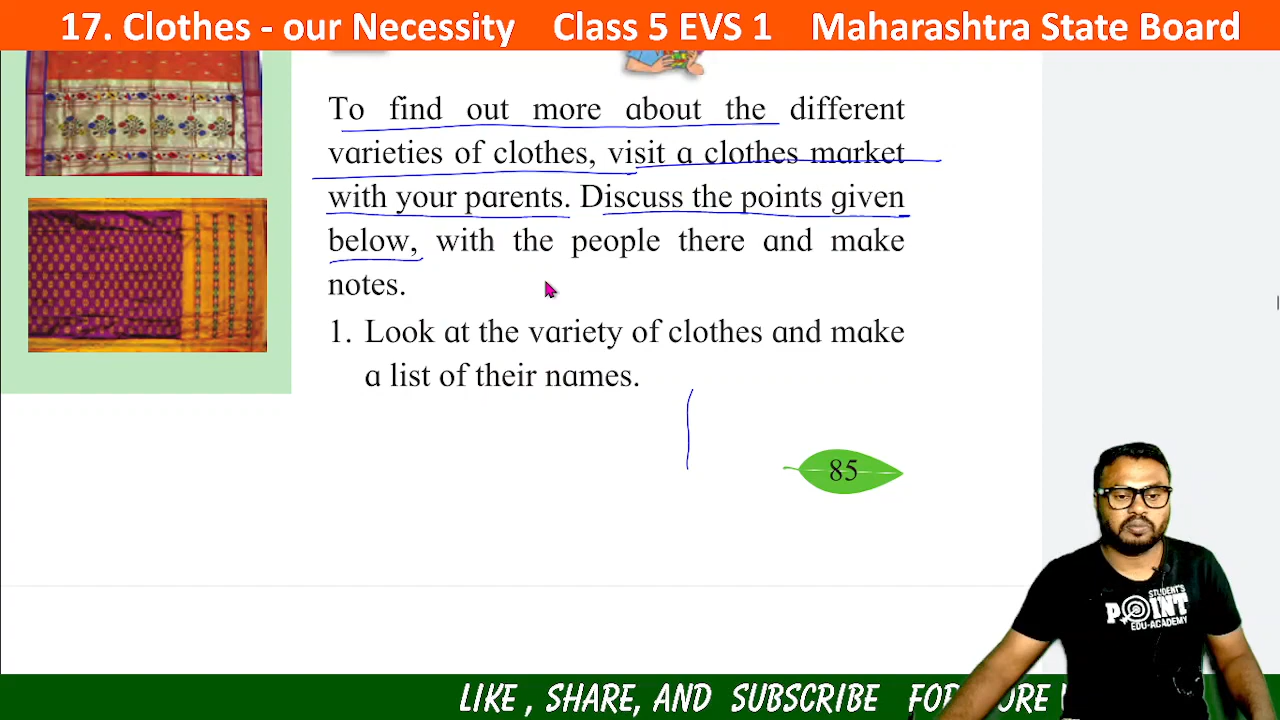 17. Clothes - our Necessity Class 5 EVS 1 Maharashtra State Board
To find out more about the different
varieties of clothes, visit a clothes market
with your parents. Discuss the points given
below, with the people there and make
notes.
1. Look at the variety of clothes and make
a list of their names.
85
STUDENT'S
POINT
EDU-ACADEMY
LIKE , SHARE, AND SUBSCRIBE FOR MORE